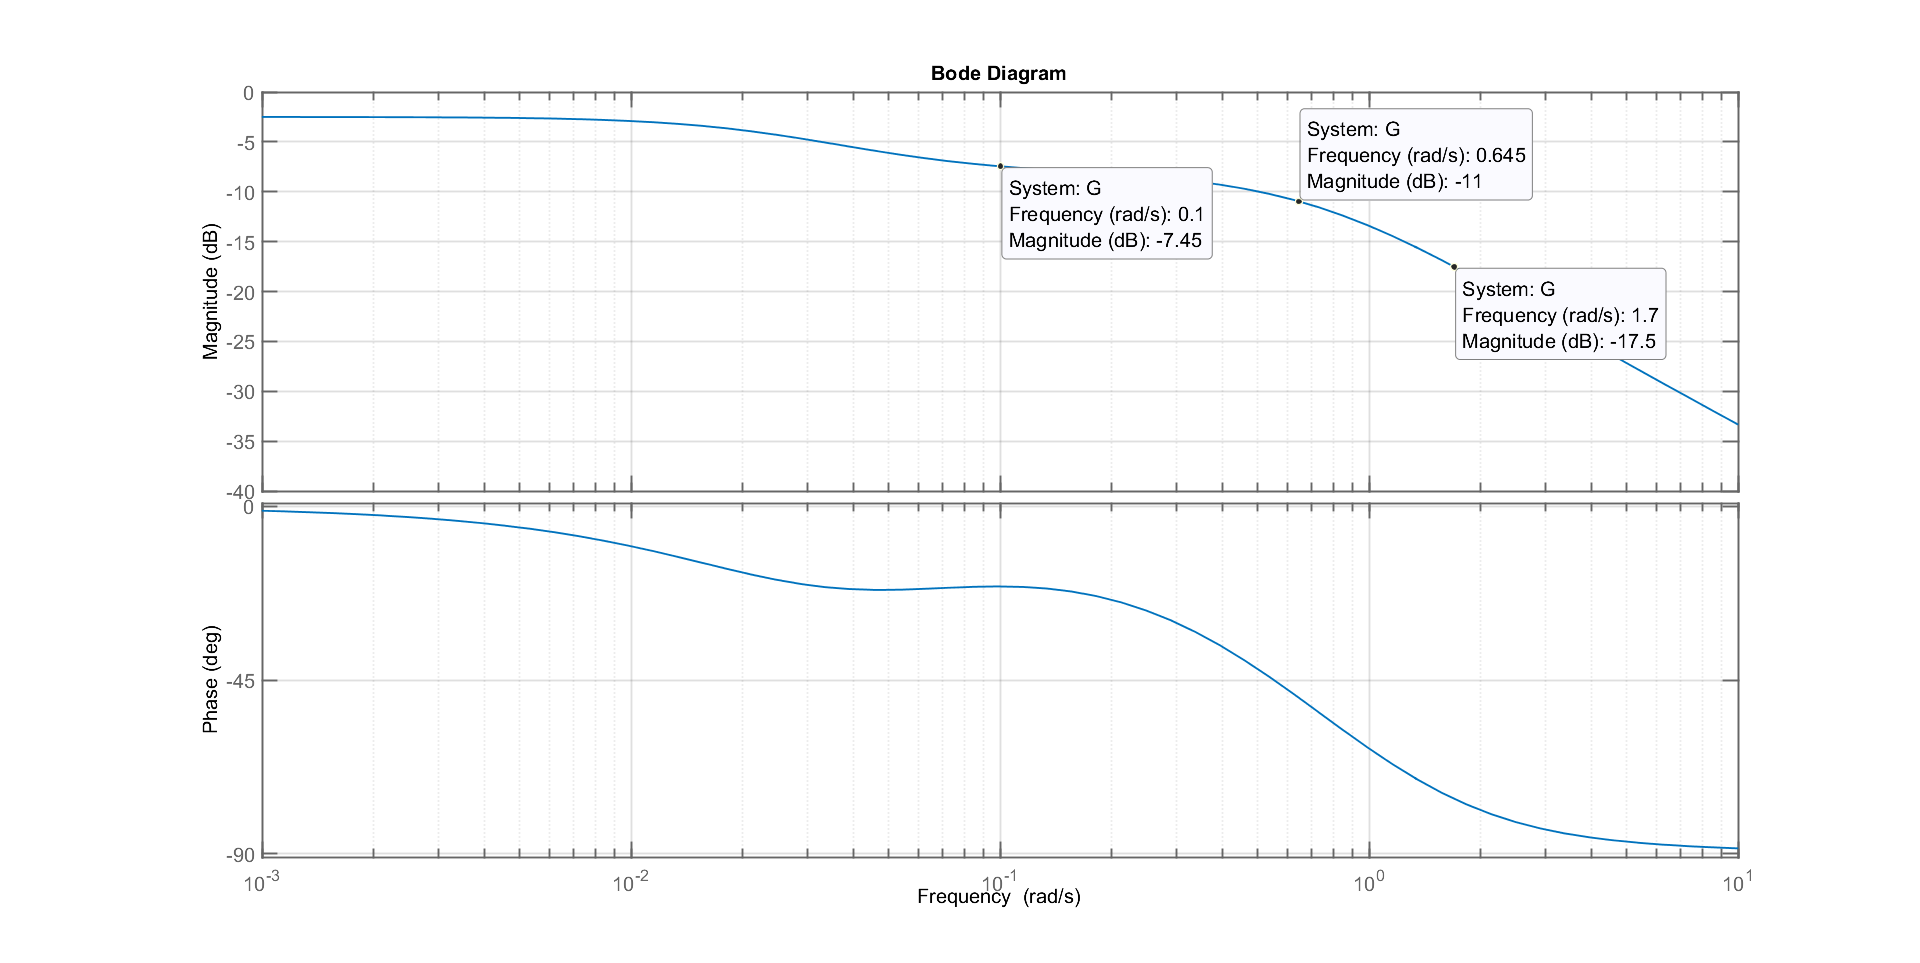 Bode Diagram
0
-5
-10
-15
-20
-25
-30
-35
-40
Magnitude (dB)
System: G
Frequency (rad/s): 0.1
Magnitude (dB): -7.45
System: G
Frequency (rad/s): 0.645
Magnitude (dB): -11
System: G
Frequency (rad/s): 1.7
Magnitude (dB): -17.5
0
-45
-90
Phase (deg)
10^-3 10^-2 10^-1 10^0 10^1
Frequency (rad/s)